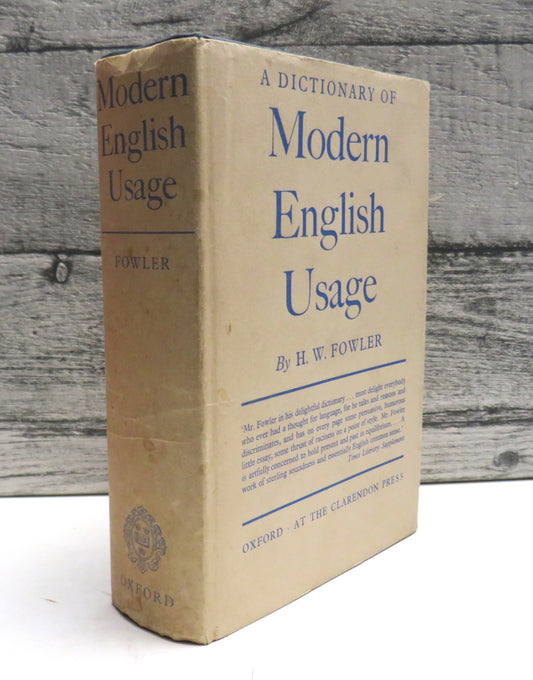 Modern
English
Usage
FOWLER
OXFORD
A DICTIONARY OF
Modern
English
Usage
By H. W. FOWLER
"Mr. Fowler in his delightful dictionary . . . must delight everybody
who ever had a thought for language, for he talks and reasons and
discriminates, and has on every page some persuasive, humorous
little essay, some thrust of raciness on a point of style. Mr. Fowler
is artfully concerned to hold present and past in equilibrium. . . . A
work of sterling soundness and essentially English common sense."
Times Literary Supplement
OXFORD · AT THE CLARENDON PRESS